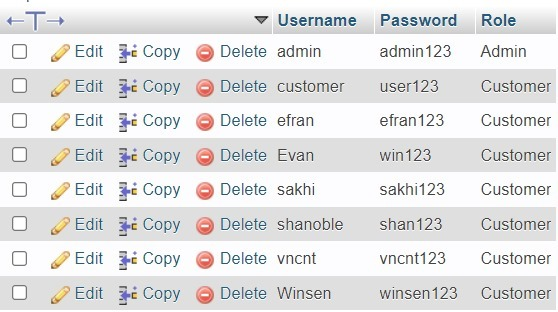 Username Password Role
Edit Copy Delete admin admin123 Admin
Edit Copy Delete customer user123 Customer
Edit Copy Delete efran efran123 Customer
Edit Copy Delete Evan win123 Customer
Edit Copy Delete sakhi sakhi123 Customer
Edit Copy Delete shanoble shan123 Customer
Edit Copy Delete vncnt vncnt123 Customer
Edit Copy Delete Winsen winsen123 Customer